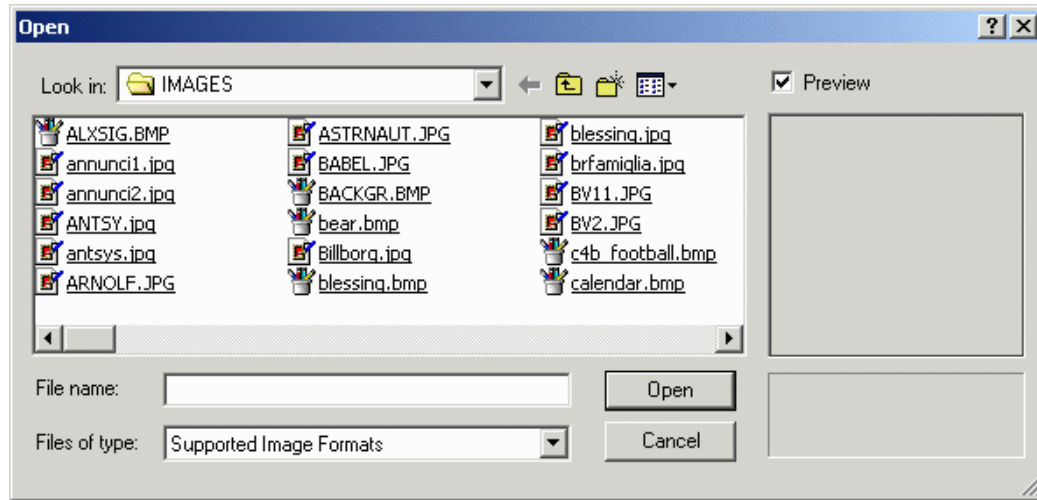 Open
Look in: IMAGES Preview
ALXSIG.BMP ASTRNAUT.JPG blessing.jpg
annunci1.jpg BABEL.JPG brfamiglia.jpg
annunci2.jpg BACKGR.BMP BV11.JPG
ANTSY.jpg bear.bmp BV2.JPG
antsys.jpg Billborg.jpg c4b_football.bmp
ARNOLF.JPG blessing.bmp calendar.bmp
File name: Open
Files of type: Supported Image Formats Cancel